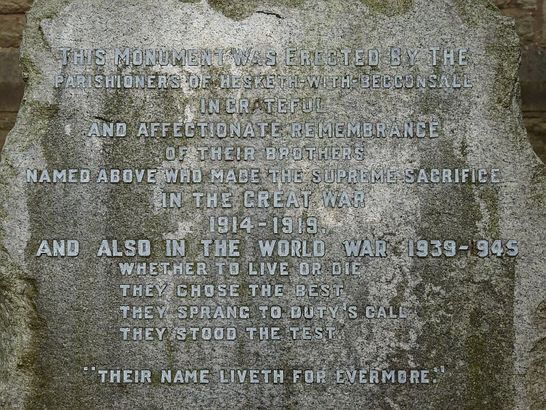 THIS MONUMENT WAS ERECTED BY THE
PARISHIONERS OF HESKETH-WITH-BECCONSALL
IN GRATEFUL
AND AFFECTIONATE REMEMBRANCE
OF THEIR BROTHERS
NAMED ABOVE WHO MADE THE SUPREME SACRIFICE
IN THE GREAT WAR
1914-1919.
AND ALSO IN THE WORLD WAR 1939-945
WHETHER TO LIVE OR DIE
THEY CHOSE THE BEST
THEY SPRANG TO DUTY'S CALL
THEY STOOD THE TEST
"THEIR NAME LIVETH FOR EVERMORE."